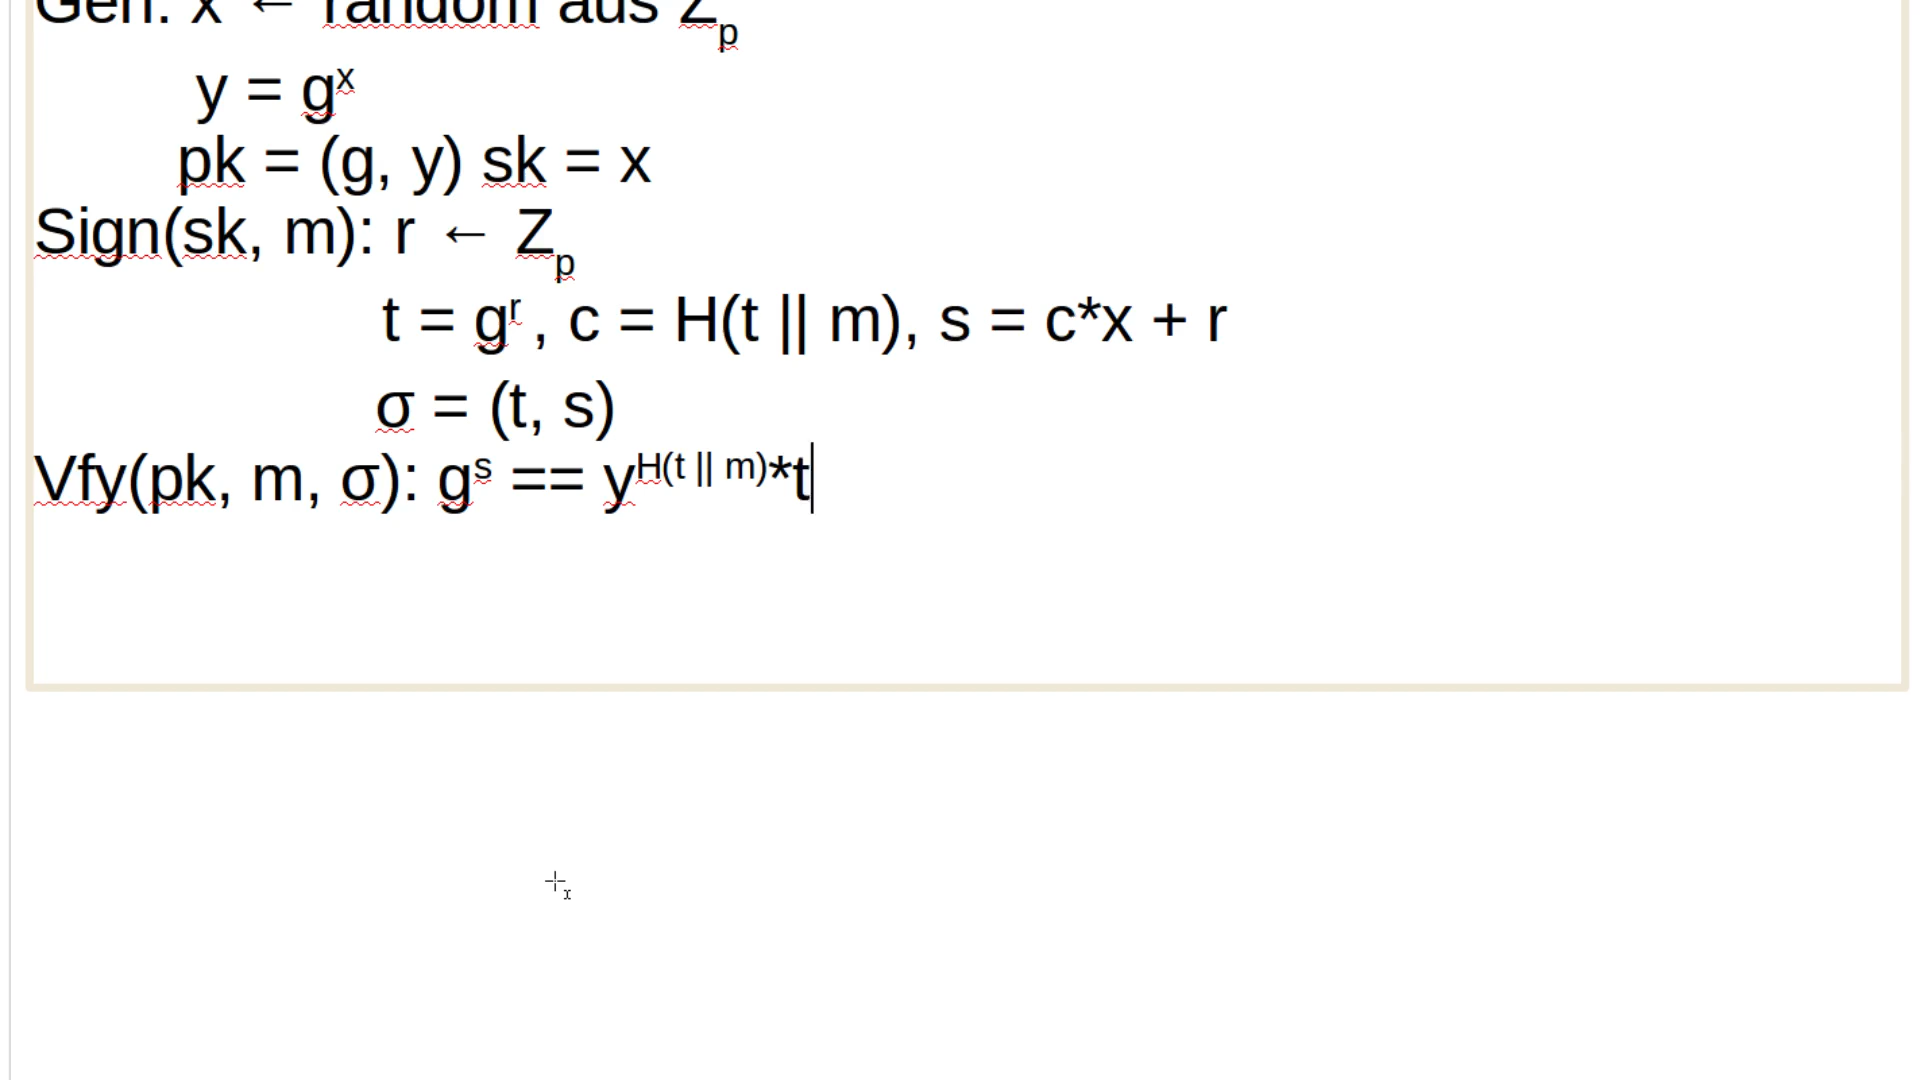 Gen: x ← random aus Zp
y = gx
pk = (g, y) sk = x
Sign(sk, m): r ← Zp
t = gr , c = H(t || m), s = c*x + r
σ = (t, s)
Vfy(pk, m, σ): gs == yH(t || m)*t